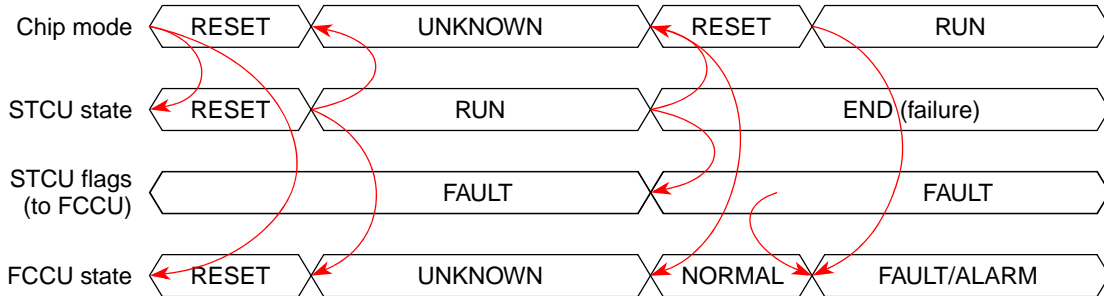 Chip mode RESET UNKNOWN RESET RUN
STCU state RESET RUN END (failure)
STCU flags
(to FCCU) FAULT FAULT
FCCU state RESET UNKNOWN NORMAL FAULT/ALARM